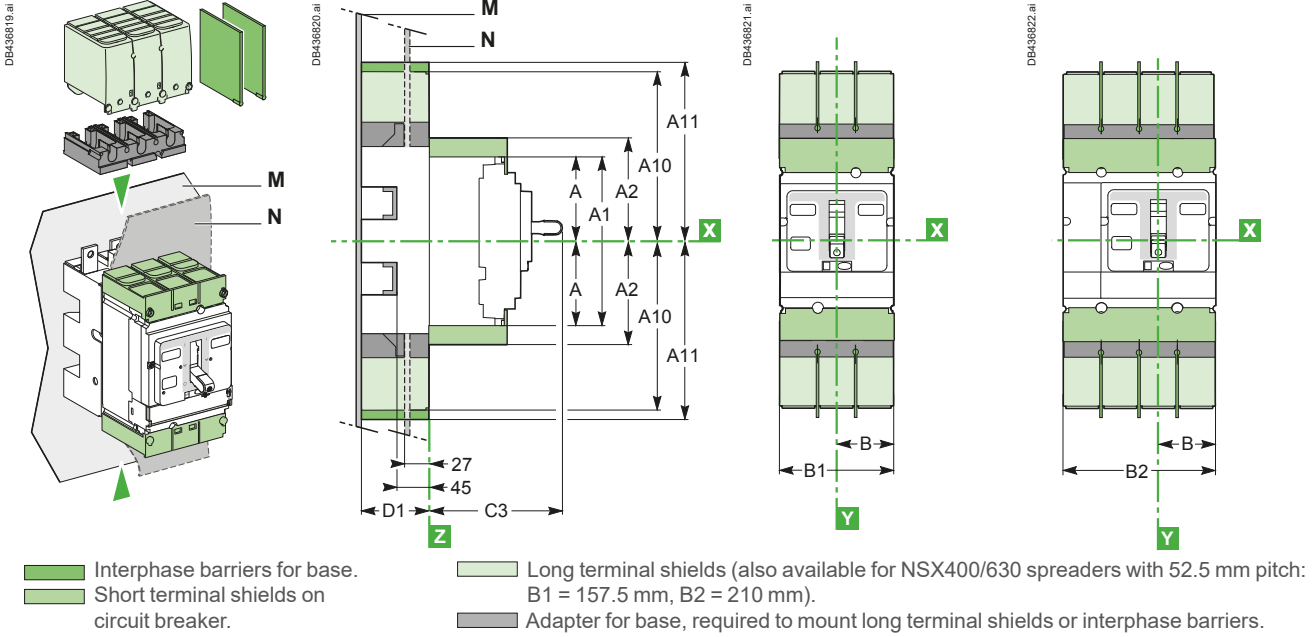 DB436819.ai
DB436820.ai
DB436821.ai
DB436822.ai
M
N
M
N
A11
A10
A2
A
A1
X
A
A2
A10
A11
27
45
D1
C3
Z
X
B
B1
Y
X
B
B2
Y
Interphase barriers for base.
Short terminal shields on
circuit breaker.
Long terminal shields (also available for NSX400/630 spreaders with 52.5 mm pitch:
B1 = 157.5 mm, B2 = 210 mm).
Adapter for base, required to mount long terminal shields or interphase barriers.